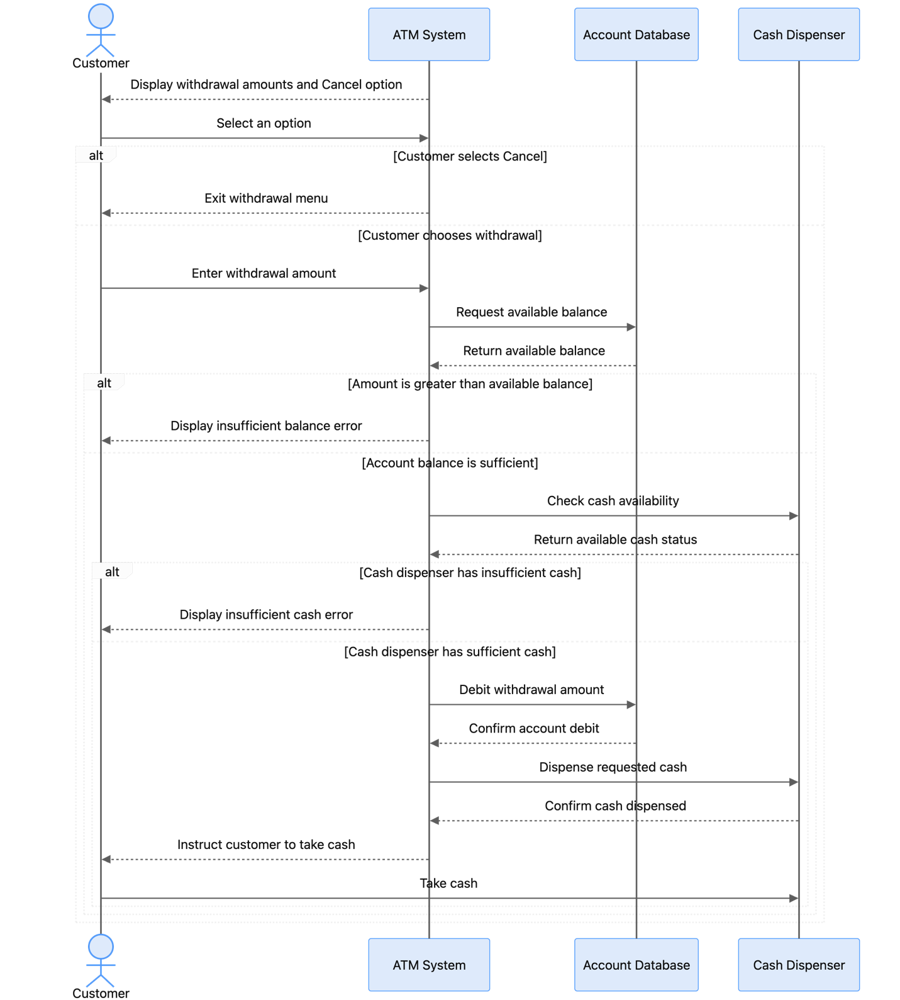 Customer
ATM System
Account Database
Cash Dispenser
Display withdrawal amounts and Cancel option
Select an option
alt
[Customer selects Cancel]
Exit withdrawal menu
[Customer chooses withdrawal]
Enter withdrawal amount
Request available balance
Return available balance
alt
[Amount is greater than available balance]
Display insufficient balance error
[Account balance is sufficient]
Check cash availability
Return available cash status
alt
[Cash dispenser has insufficient cash]
Display insufficient cash error
[Cash dispenser has sufficient cash]
Debit withdrawal amount
Confirm account debit
Dispense requested cash
Confirm cash dispensed
Instruct customer to take cash
Take cash
Customer
ATM System
Account Database
Cash Dispenser